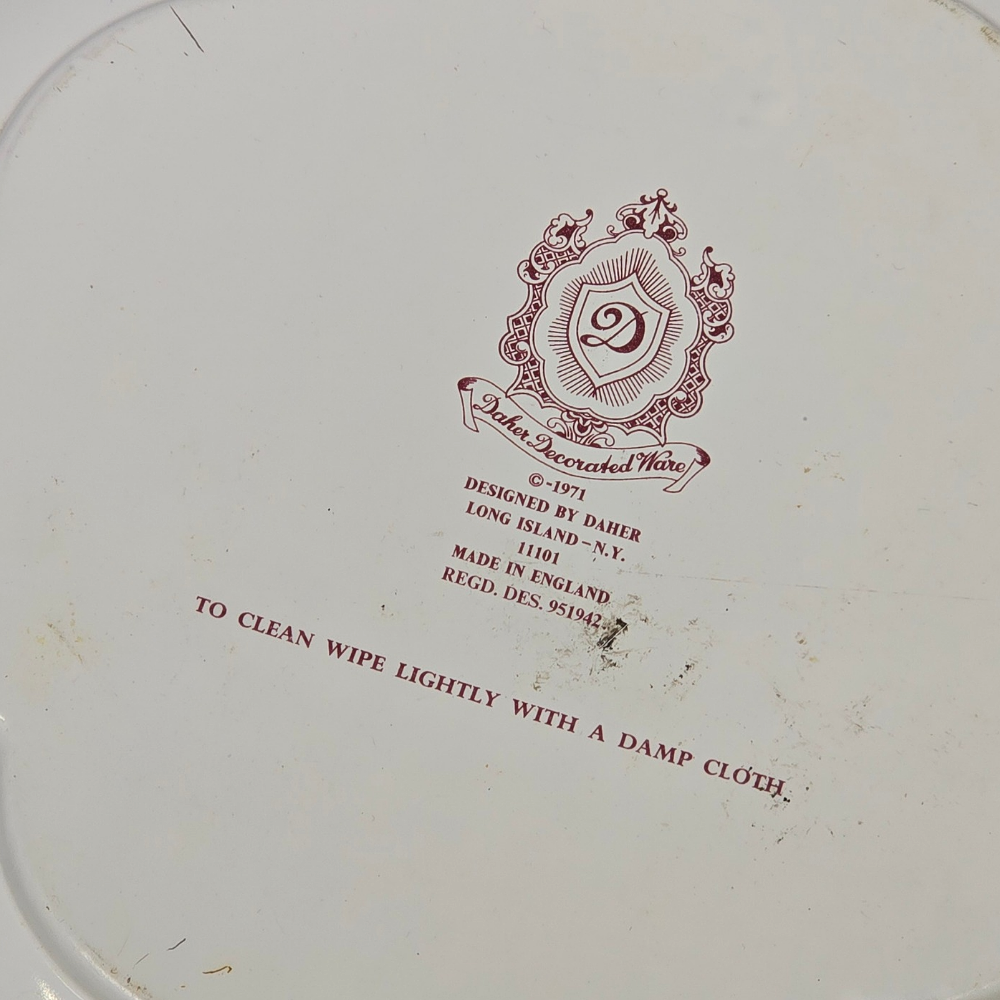 D
Daher Decorated Ware
©-1971
DESIGNED BY DAHER
LONG ISLAND-N.Y.
11101
MADE IN ENGLAND
REGD. DES. 951942.
TO CLEAN WIPE LIGHTLY WITH A DAMP CLOTH